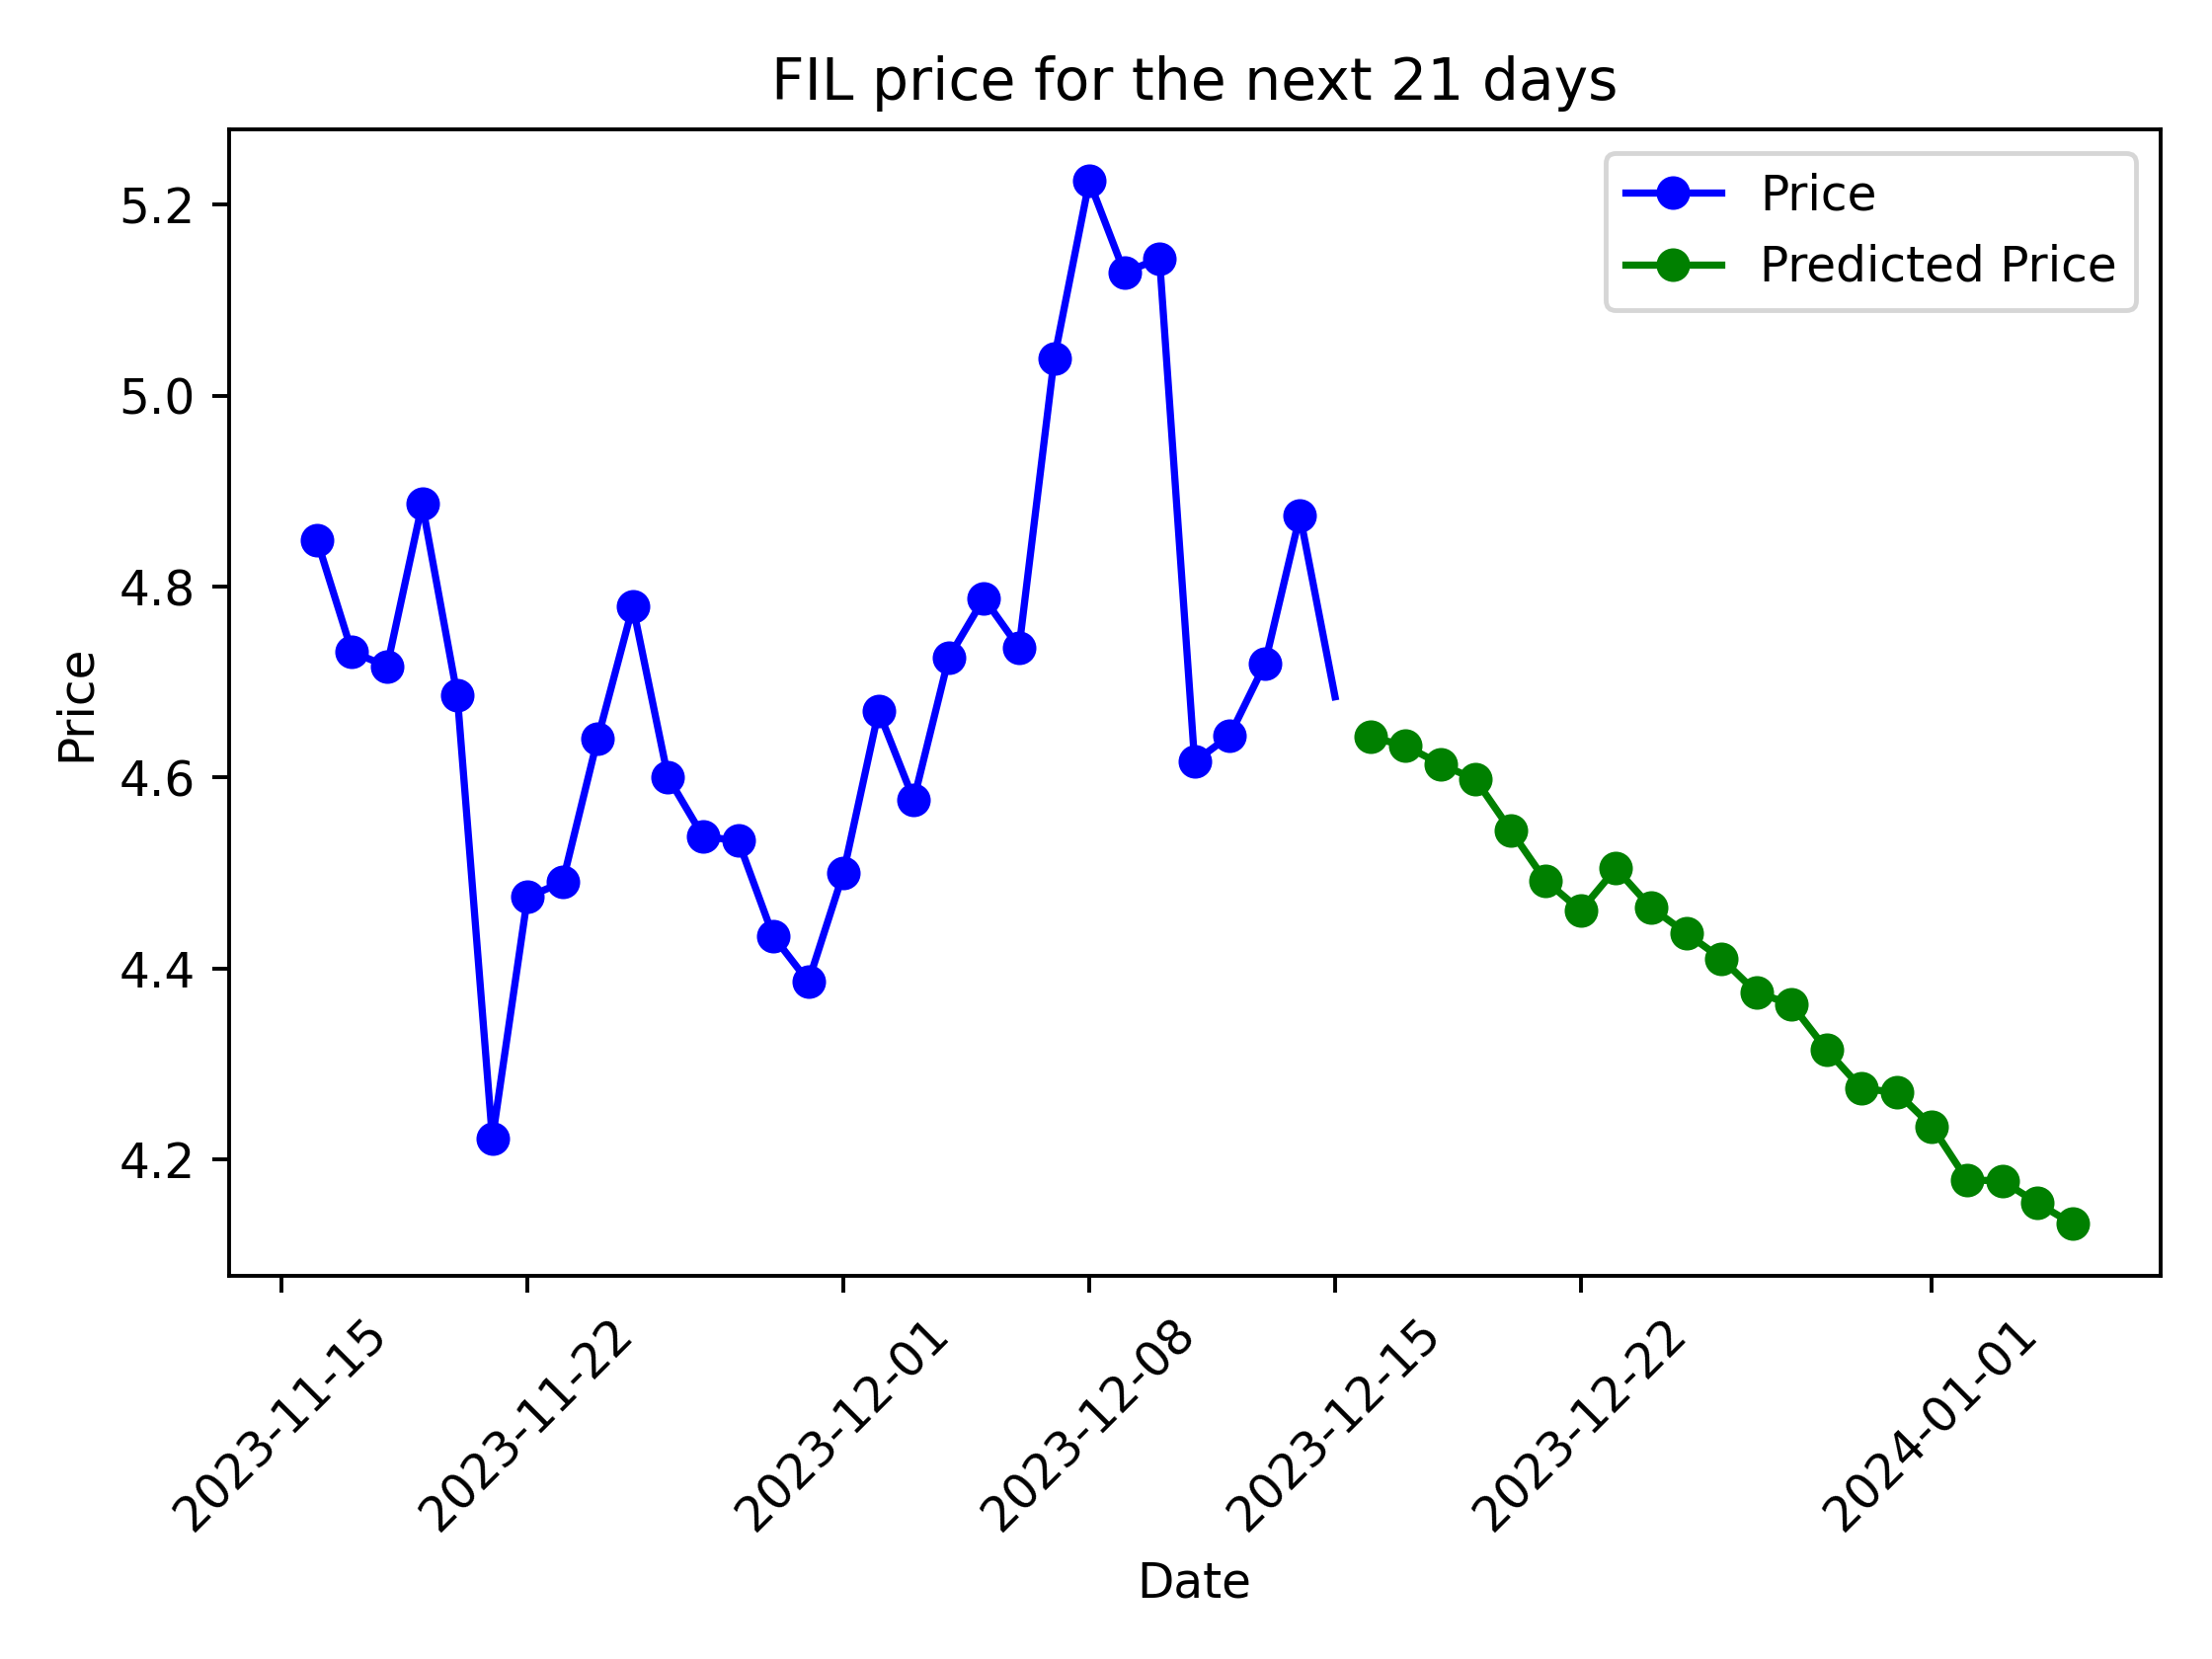 FIL price for the next 21 days
Price
Predicted Price
5.2
5.0
4.8
4.6
4.4
4.2
Price
2023-11-15
2023-11-22
2023-12-01
2023-12-08
2023-12-15
2023-12-22
2024-01-01
Date